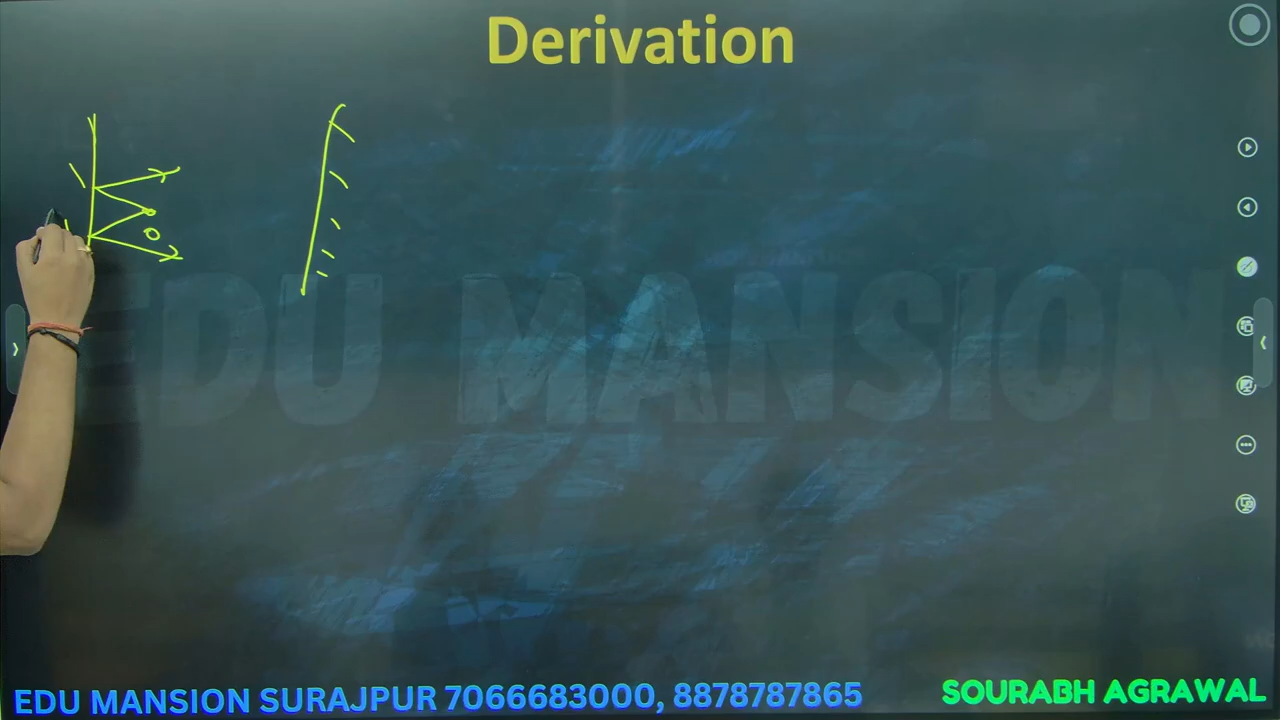 Derivation
O
EDU MANSION
EDU MANSION SURAJPUR 7066683000, 8878787865
SOURABH AGRAWAL